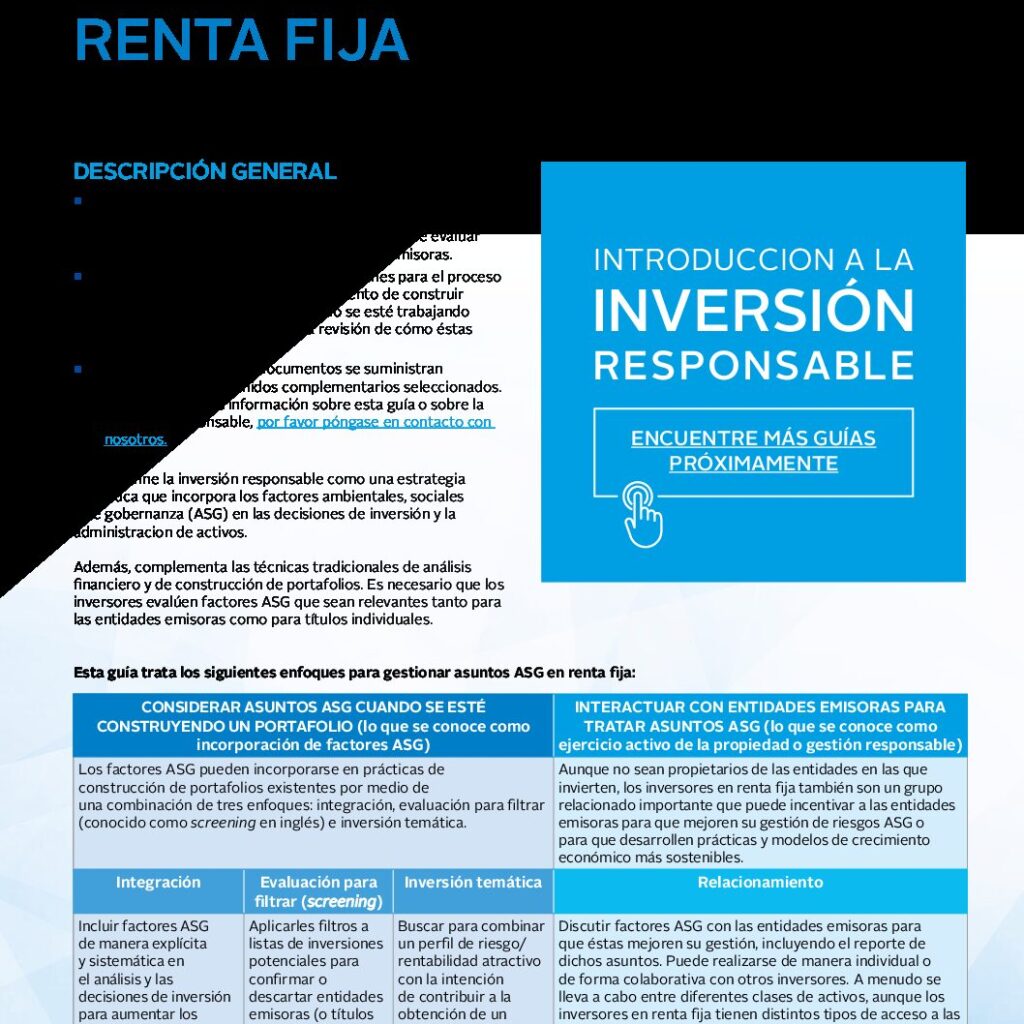 RENTA FIJA
DESCRIPCIÓN GENERAL
evaluar
para el proceso
de construir
se esté trabajando
revisión de cómo éstas
se suministran
complementarios seleccionados.
información sobre esta guía o sobre la
por favor póngase en contacto con
nosotros.
la inversión responsable como una estrategia
que incorpora los factores ambientales, sociales
gobernanza (ASG) en las decisiones de inversión y la
administracion de activos.
Además, complementa las técnicas tradicionales de análisis
financiero y de construcción de portafolios. Es necesario que los
inversores evalúen factores ASG que sean relevantes tanto para
las entidades emisoras como para títulos individuales.
INTRODUCCION A LA
INVERSIÓN
RESPONSABLE
ENCUENTRE MÁS GUÍAS
PRÓXIMAMENTE
Esta guía trata los siguientes enfoques para gestionar asuntos ASG en renta fija:
CONSIDERAR ASUNTOS ASG CUANDO SE ESTÉ
CONSTRUYENDO UN PORTAFOLIO (lo que se conoce como
incorporación de factores ASG)
INTERACTUAR CON ENTIDADES EMISORAS PARA
TRATAR ASUNTOS ASG (lo que se conoce como
ejercicio activo de la propiedad o gestión responsable)
Los factores ASG pueden incorporarse en prácticas de
construcción de portafolios existentes por medio de
una combinación de tres enfoques: integración, evaluación para filtrar
(conocido como screening en inglés) e inversión temática.
Aunque no sean propietarios de las entidades en las que
invierten, los inversores en renta fija también son un grupo
relacionado importante que puede incentivar a las entidades
emisoras para que mejoren su gestión de riesgos ASG o
para que desarrollen prácticas y modelos de crecimiento
económico más sostenibles.
Integración
Evaluación para
filtrar (screening)
Inversión temática
Relacionamiento
Incluir factores ASG
de manera explícita
y sistemática en
el análisis y las
decisiones de inversión
para aumentar los
Aplicarles filtros a
listas de inversiones
potenciales para
confirmar o
descartar entidades
emisoras (o títulos
Buscar para combinar
un perfil de riesgo/
rentabilidad atractivo
con la intención
de contribuir a la
obtención de un
Discutir factores ASG con las entidades emisoras para
que éstas mejoren su gestión, incluyendo el reporte de
dichos asuntos. Puede realizarse de manera individual o
de forma colaborativa con otros inversores. A menudo se
lleva a cabo entre diferentes clases de activos, aunque los
inversores en renta fija tienen distintos tipos de acceso a las